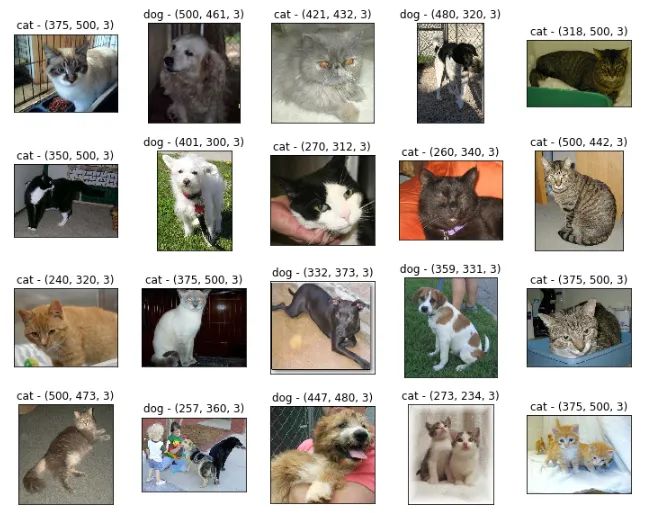 cat - (375, 500, 3)
dog - (500, 461, 3)
cat - (421, 432, 3)
dog - (480, 320, 3)
cat - (318, 500, 3)
cat - (350, 500, 3)
dog - (401, 300, 3)
cat - (270, 312, 3)
cat - (260, 340, 3)
cat - (500, 442, 3)
cat - (240, 320, 3)
cat - (375, 500, 3)
dog - (332, 373, 3)
dog - (359, 331, 3)
cat - (375, 500, 3)
cat - (500, 473, 3)
dog - (257, 360, 3)
dog - (447, 480, 3)
cat - (273, 234, 3)
cat - (375, 500, 3)